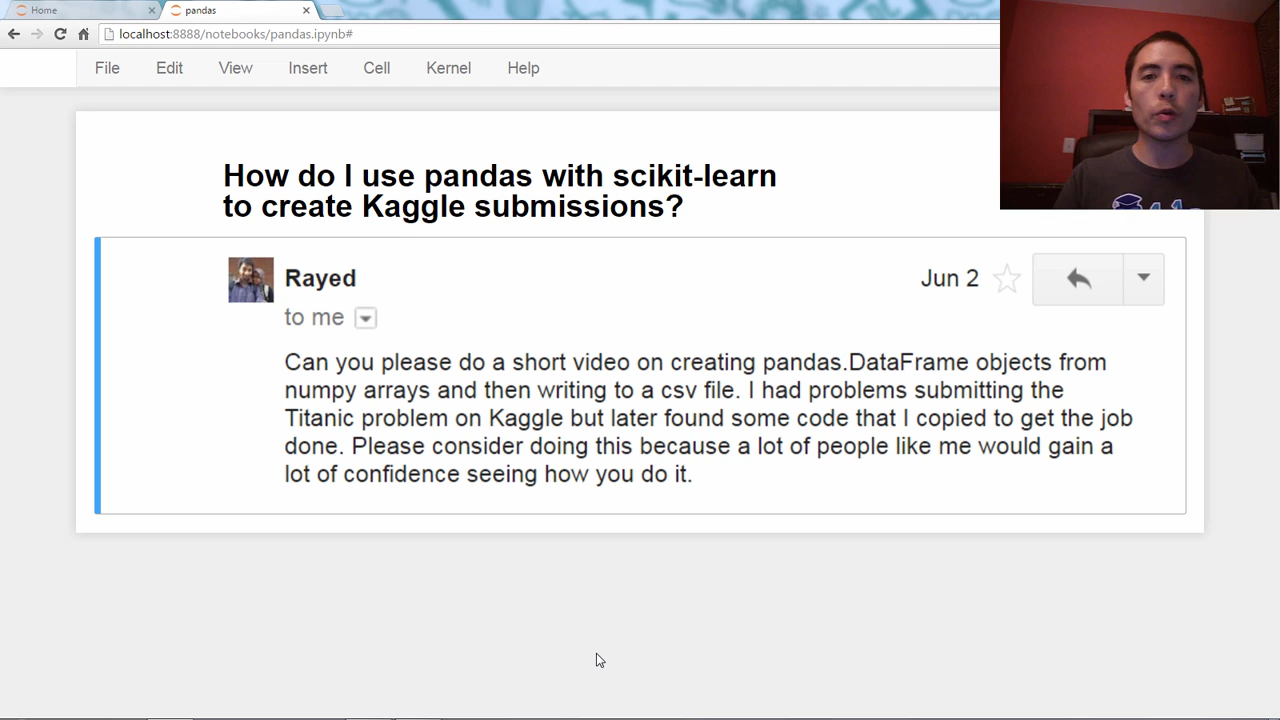 Home
pandas
localhost:8888/notebooks/pandas.ipynb#
File Edit View Insert Cell Kernel Help
How do I use pandas with scikit-learn
to create Kaggle submissions?
Rayed
Jun 2
to me
Can you please do a short video on creating pandas.DataFrame objects from
numpy arrays and then writing to a csv file. I had problems submitting the
Titanic problem on Kaggle but later found some code that I copied to get the job
done. Please consider doing this because a lot of people like me would gain a
lot of confidence seeing how you do it.